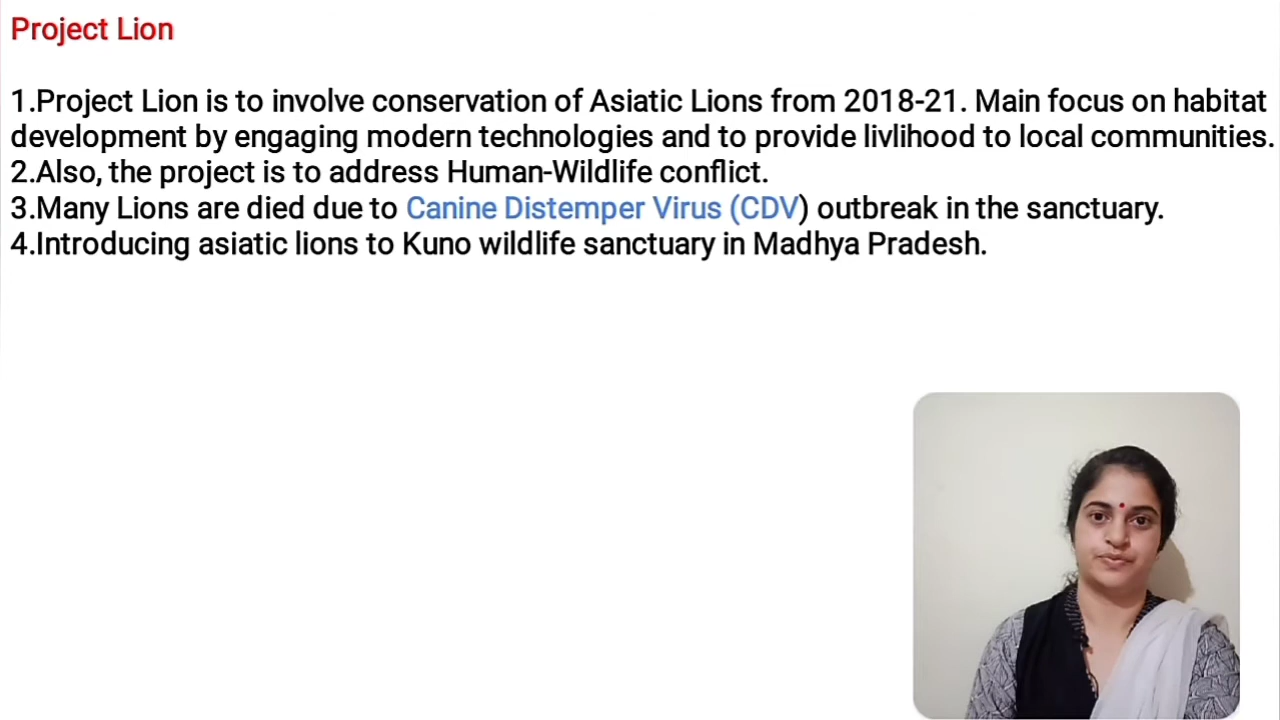 Project Lion
1.Project Lion is to involve conservation of Asiatic Lions from 2018-21. Main focus on habitat
development by engaging modern technologies and to provide livlihood to local communities.
2.Also, the project is to address Human-Wildlife conflict.
3.Many Lions are died due to Canine Distemper Virus (CDV) outbreak in the sanctuary.
4.Introducing asiatic lions to Kuno wildlife sanctuary in Madhya Pradesh.